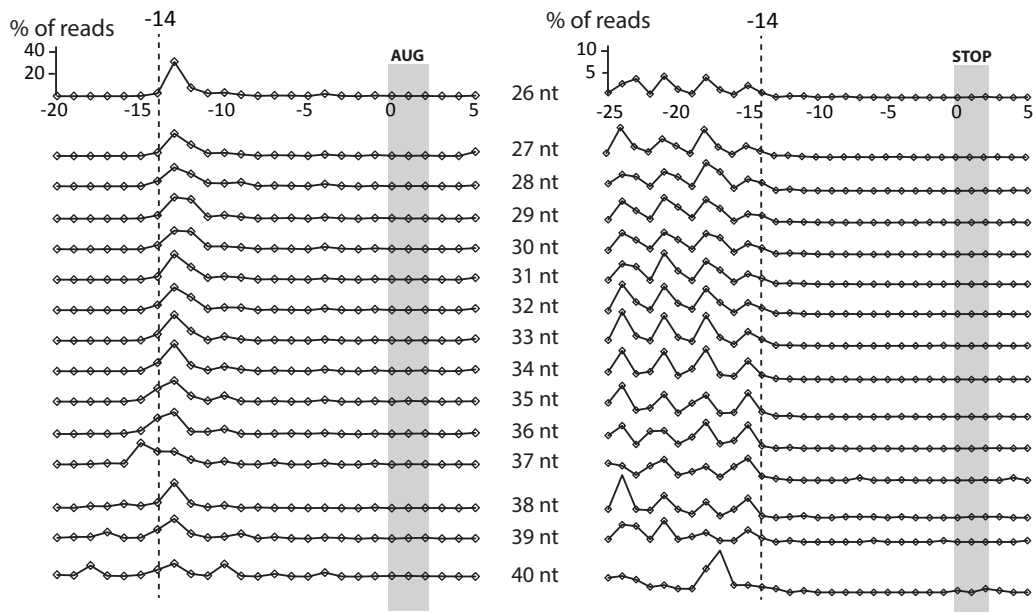 % of reads
-14
40
20
AUG
-20
-15
-10
-5
0
5
% of reads
-14
10
5
STOP
-25
-20
-15
-10
-5
0
5
26 nt
27 nt
28 nt
29 nt
30 nt
31 nt
32 nt
33 nt
34 nt
35 nt
36 nt
37 nt
38 nt
39 nt
40 nt